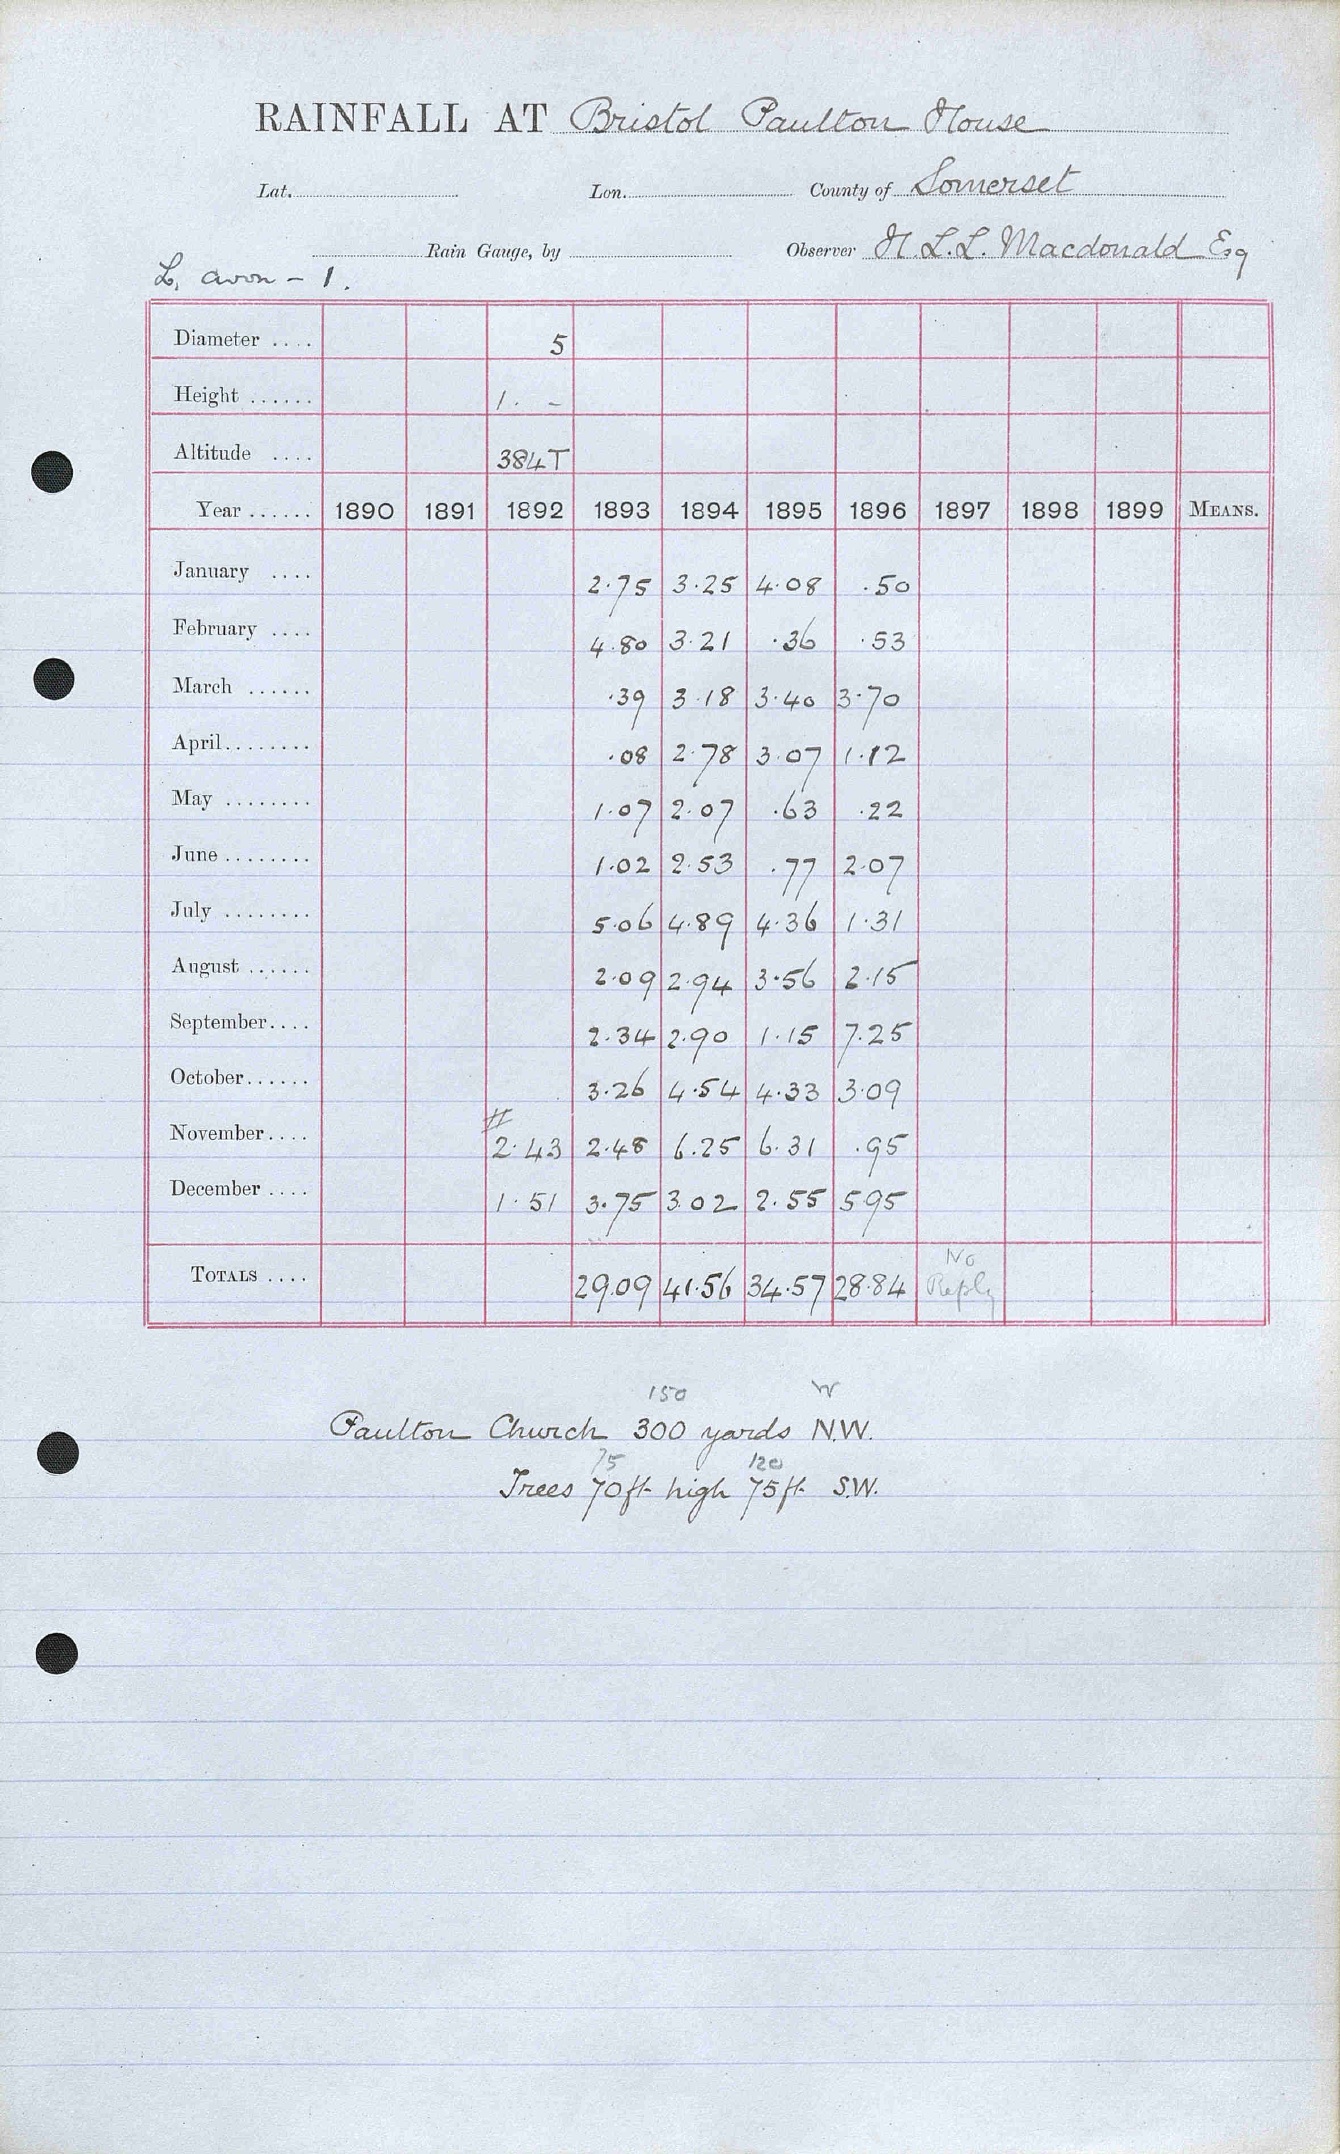 RAINFALL AT Bristol Paulton House
Lat. Lon. County of Somerset
Rain Gauge, by Observer H L.L. Macdonald Esq
L. Avon - 1.
Diameter .... 5
Height ...... 1. -
Altitude .... 384T
Year ...... 1890 1891 1892 1893 1894 1895 1896 1897 1898 1899 MEANS.
January .... 2.75 3.25 4.08 .50
February .... 4.80 3.21 .36 .53
March ...... .39 3.18 3.40 3.70
April........ .08 2.78 3.07 1.12
May ........ 1.07 2.07 .63 .22
June ........ 1.02 2.53 .77 2.07
July ........ 5.06 4.89 4.36 1.31
August ...... 2.09 2.94 3.56 2.15
September.... 2.34 2.90 1.15 7.25
October...... 3.26 4.54 4.33 3.09
#
November.... 2.43 2.48 6.25 6.31 .95
December .... 1.51 3.75 3.02 2.55 5.95
TOTALS .... 29.09 41.56 34.57 28.84 No Reply
150 W
Paulton Church 300 yards N.W.
75 120
Trees 70ft high 75ft S.W.